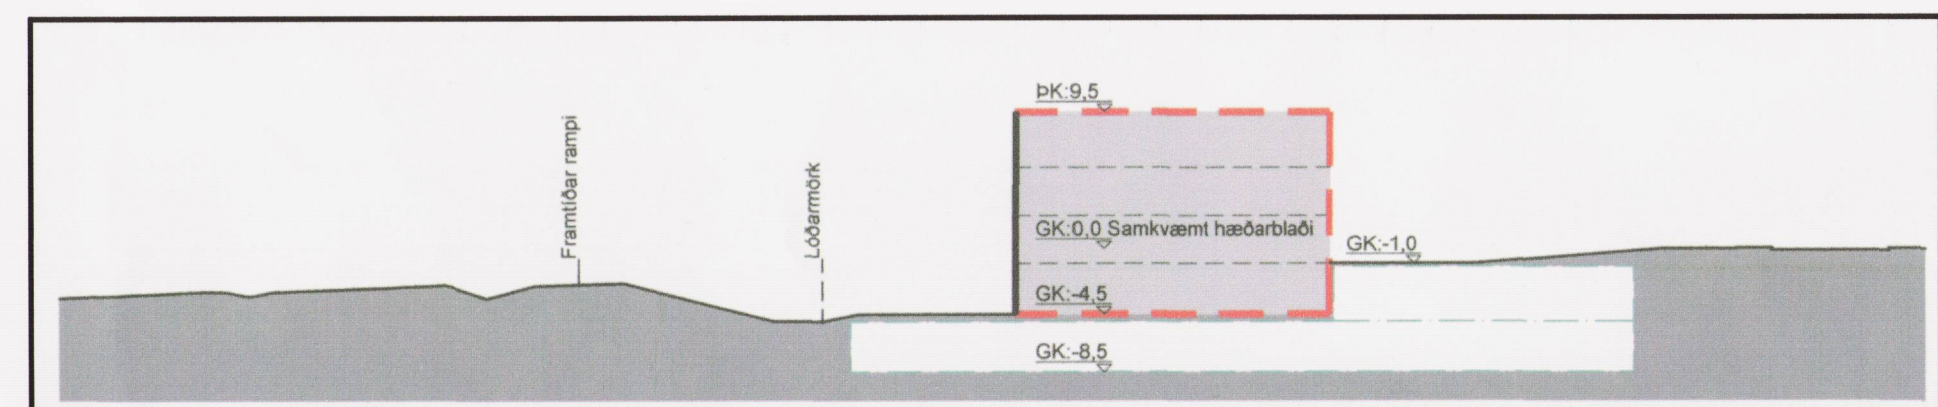 ÞK:9,5
Framtíðar rampi
Lóðarmörk
GK:0,0 Samkvæmt hæðarblaði
GK:-1,0
GK:-4,5
GK:-8,5